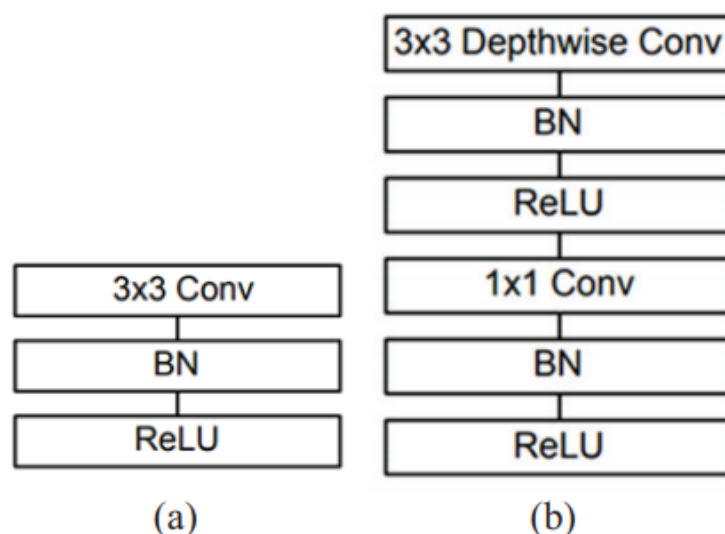 3x3 Conv
BN
ReLU
(a)
3x3 Depthwise Conv
BN
ReLU
1x1 Conv
BN
ReLU
(b)